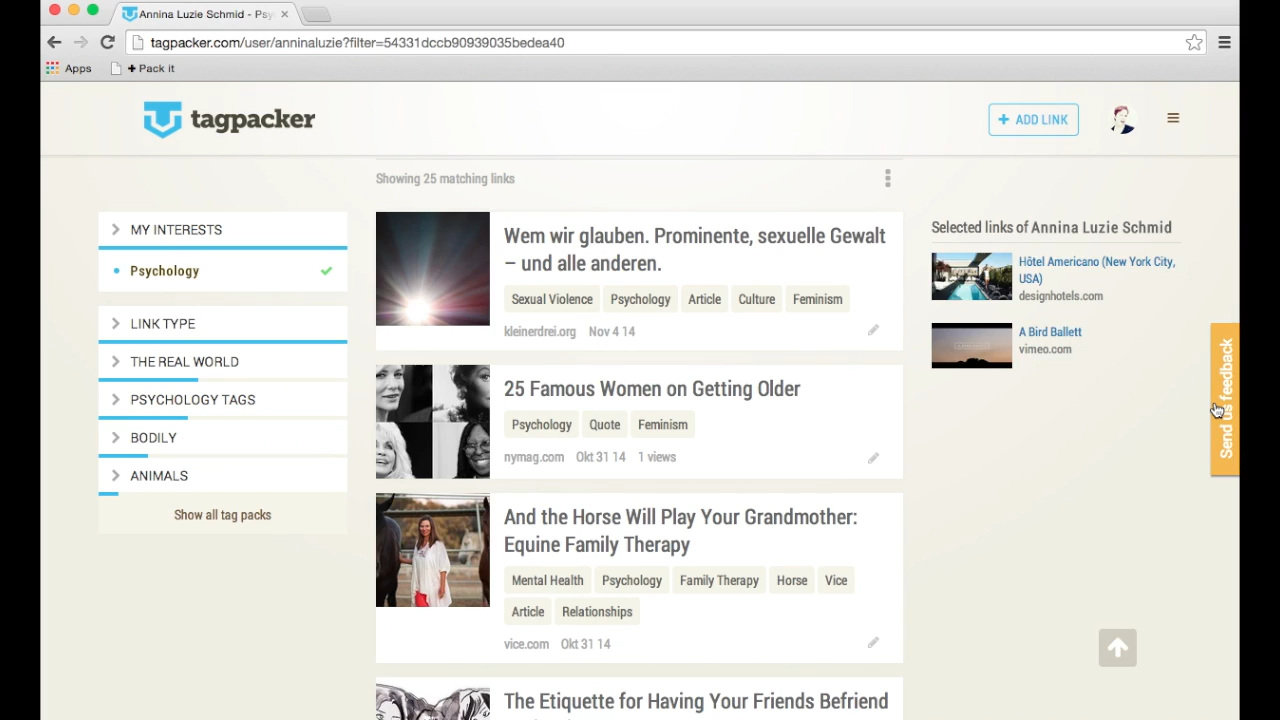 Annina Luzie Schmid - Psy
tagpacker.com/user/anninaluzie?filter=54331dccb90939035bedea40
Apps
+ Pack it
tagpacker
+ ADD LINK
Showing 25 matching links
MY INTERESTS
Psychology
LINK TYPE
THE REAL WORLD
PSYCHOLOGY TAGS
BODILY
ANIMALS
Show all tag packs
Wem wir glauben. Prominente, sexuelle Gewalt
– und alle anderen.
Sexual Violence Psychology Article Culture Feminism
kleinerdrei.org Nov 4 14
25 Famous Women on Getting Older
Psychology Quote Feminism
nymag.com Okt 31 14 1 views
And the Horse Will Play Your Grandmother:
Equine Family Therapy
Mental Health Psychology Family Therapy Horse Vice
Article Relationships
vice.com Okt 31 14
The Etiquette for Having Your Friends Befriend
Selected links of Annina Luzie Schmid
Hôtel Americano (New York City,
USA)
designhotels.com
A Bird Ballett
vimeo.com
Send us feedback